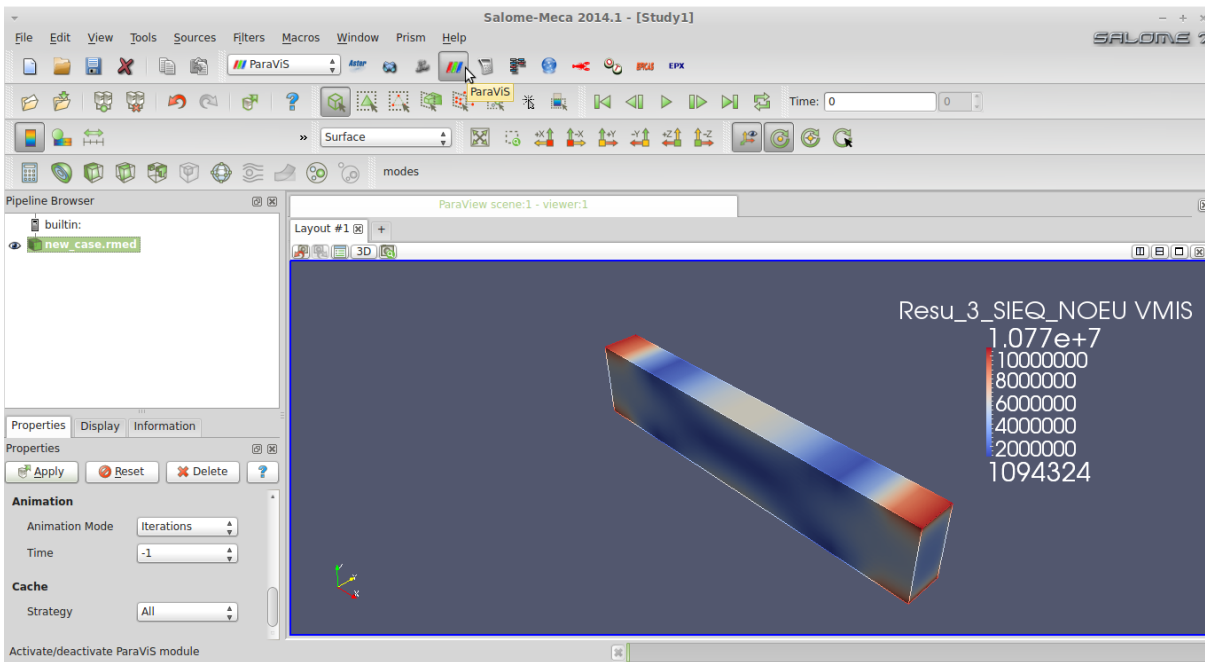 Salome-Meca 2014.1 - [Study1]
File Edit View Tools Sources Filters Macros Window Prism Help
SALOME
ParaViS Aster EPX
ParaViS
Time: 0 0
» Surface +X -X +Y -Y +Z -Z
modes
Pipeline Browser
builtin:
new_case.rmed
ParaView scene:1 - viewer:1
Layout #1 +
3D
Resu_3_SIEQ_NOEU VMIS
1.077e+7
10000000
8000000
6000000
4000000
2000000
1094324
Properties Display Information
Properties
Apply Reset Delete ?
Animation
Animation Mode Iterations
Time -1
Cache
Strategy All
Y
X
Activate/deactivate ParaViS module